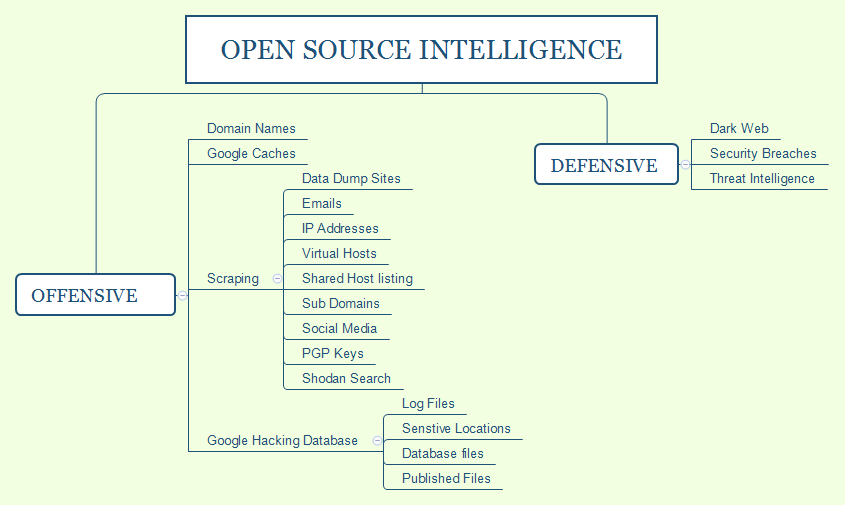 OPEN SOURCE INTELLIGENCE
OFFENSIVE
Domain Names
Google Caches
Scraping
Data Dump Sites
Emails
IP Addresses
Virtual Hosts
Shared Host listing
Sub Domains
Social Media
PGP Keys
Shodan Search
Google Hacking Database
Log Files
Senstive Locations
Database files
Published Files
DEFENSIVE
Dark Web
Security Breaches
Threat Intelligence